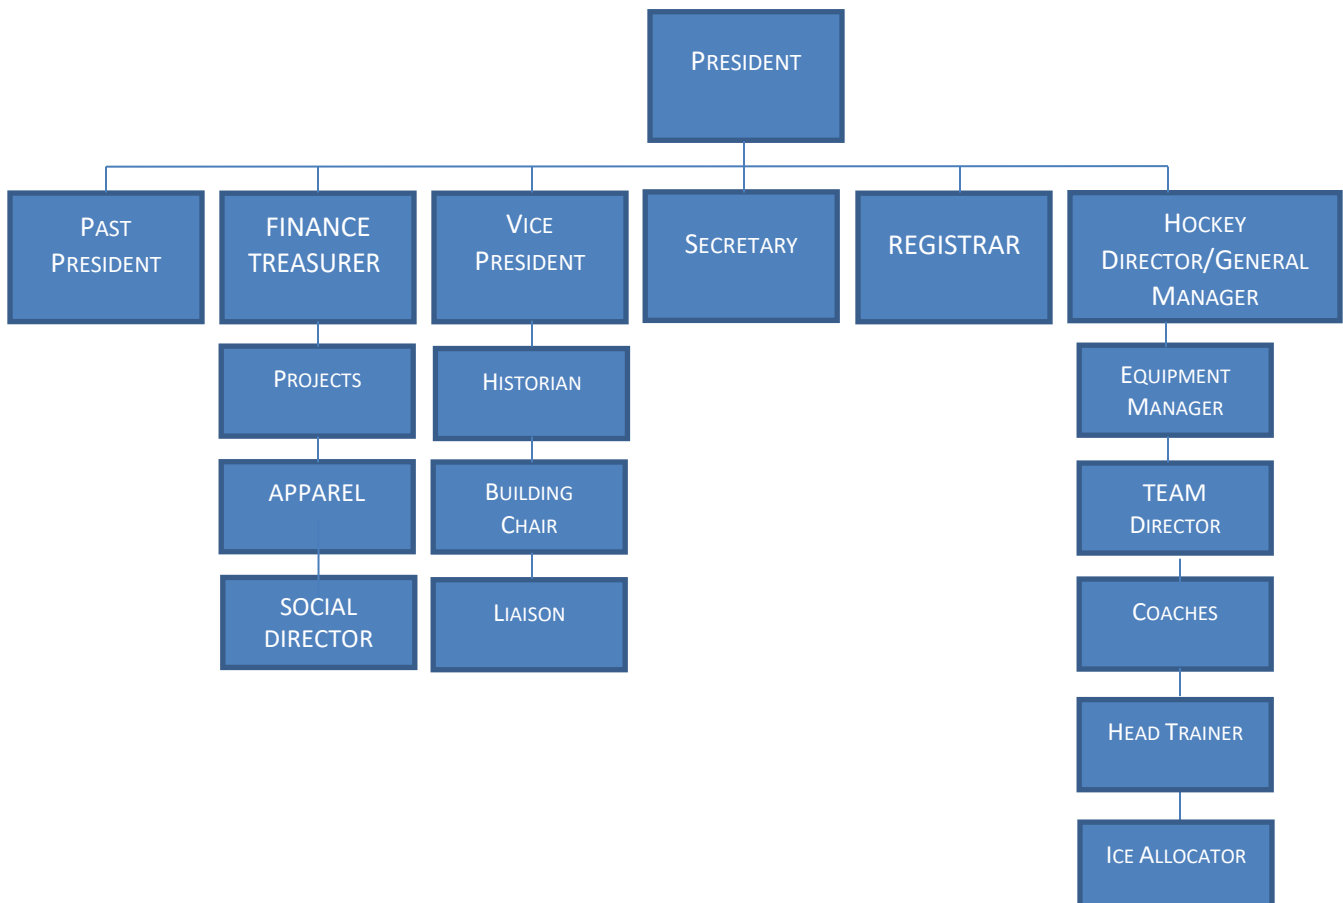 PRESIDENT
PAST
PRESIDENT
FINANCE
TREASURER
VICE
PRESIDENT
SECRETARY
REGISTRAR
HOCKEY
DIRECTOR/GENERAL
MANAGER
PROJECTS
HISTORIAN
EQUIPMENT
MANAGER
APPAREL
BUILDING
CHAIR
TEAM
DIRECTOR
SOCIAL
DIRECTOR
LIAISON
COACHES
HEAD TRAINER
ICE ALLOCATOR